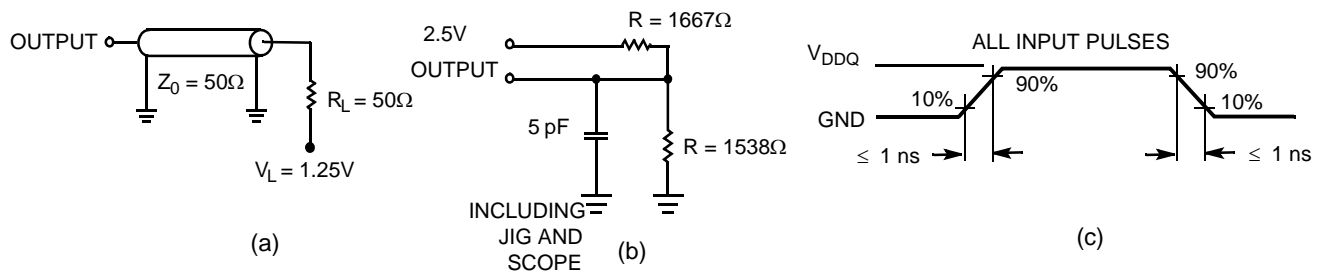 OUTPUT
Z0 = 50Ω
RL = 50Ω
VL = 1.25V
(a)
R = 1667Ω
2.5V
OUTPUT
5 pF
R = 1538Ω
INCLUDING
JIG AND
SCOPE
(b)
ALL INPUT PULSES
VDDQ
GND
10%
90%
90%
10%
≤ 1 ns
≤ 1 ns
(c)